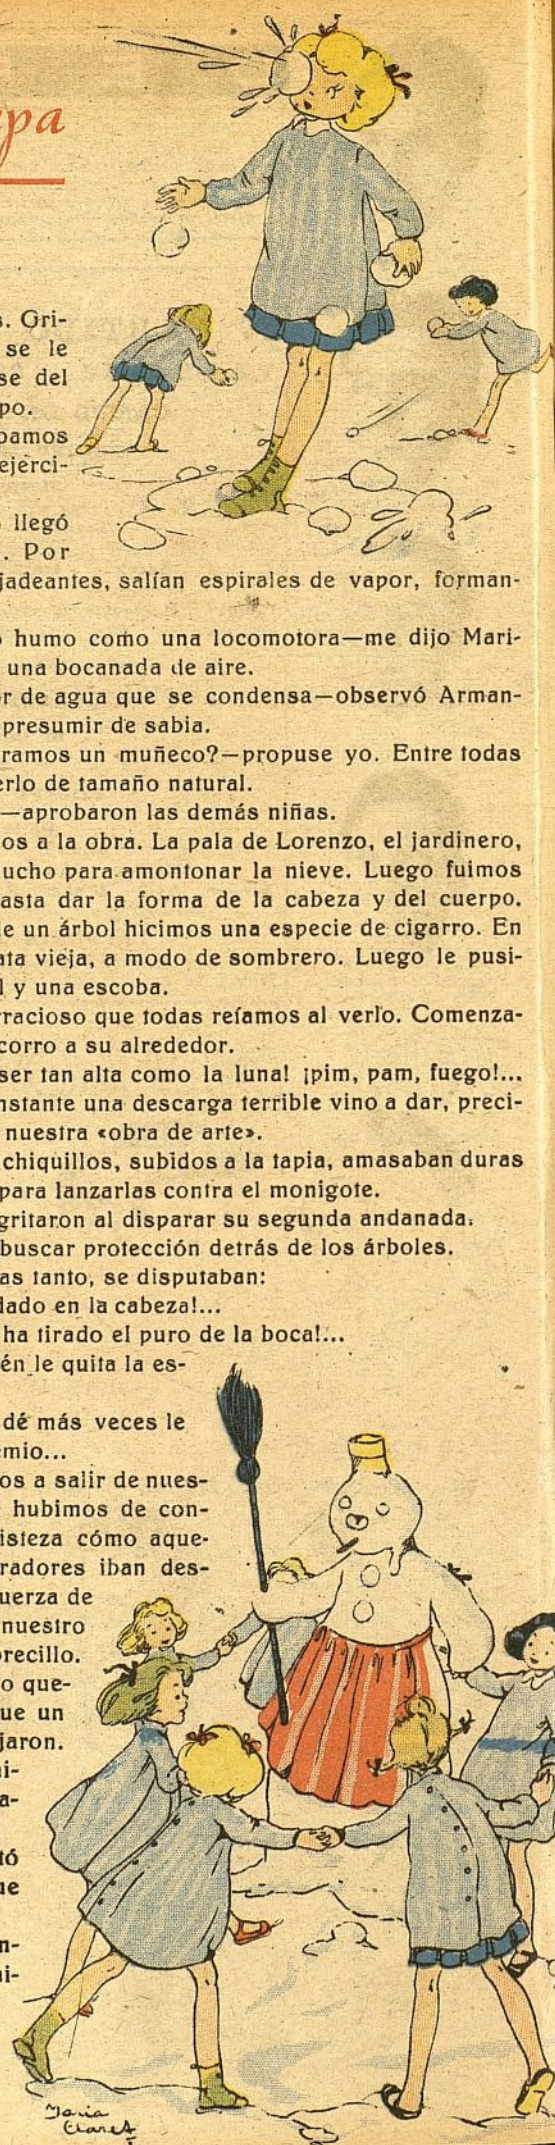 pa
s. Gri-
se le
se del
po.
bamos
ejerci-
llegó
. Por
jadeantes, salían espirales de vapor, forman-
o humo como una locomotora—me dijo Mari-
una bocanada de aire.
or de agua que se condensa—observó Arman-
presumir de sabia.
ramos un muñeco?—propuse yo. Entre todas
erlo de tamaño natural.
—aprobaron las demás niñas.
os a la obra. La pala de Lorenzo, el jardinero,
ucho para amontonar la nieve. Luego fuimos
asta dar la forma de la cabeza y del cuerpo.
de un árbol hicimos una especie de cigarro. En
ata vieja, a modo de sombrero. Luego le pusi-
l y una escoba.
racioso que todas reíamos al verlo. Comenza-
corro a su alrededor.
ser tan alta como la luna! ¡pim, pam, fuego!...
nstante una descarga terrible vino a dar, preci-
nuestra «obra de arte».
chiquillos, subidos a la tapia, amasaban duras
para lanzarlas contra el monigote.
gritaron al disparar su segunda andanada.
buscar protección detrás de los árboles.
as tanto, se disputaban:
dado en la cabeza!...
ha tirado el puro de la boca!...
én le quita la es-
dé más veces le
emio...
os a salir de nues-
hubimos de con-
isteza cómo aque-
radores iban des-
uerza de
nuestro
brecillo.
o que-
ue un
jaron.
ni-
a-
tó
ue
n-
ni-
Maria
Claret